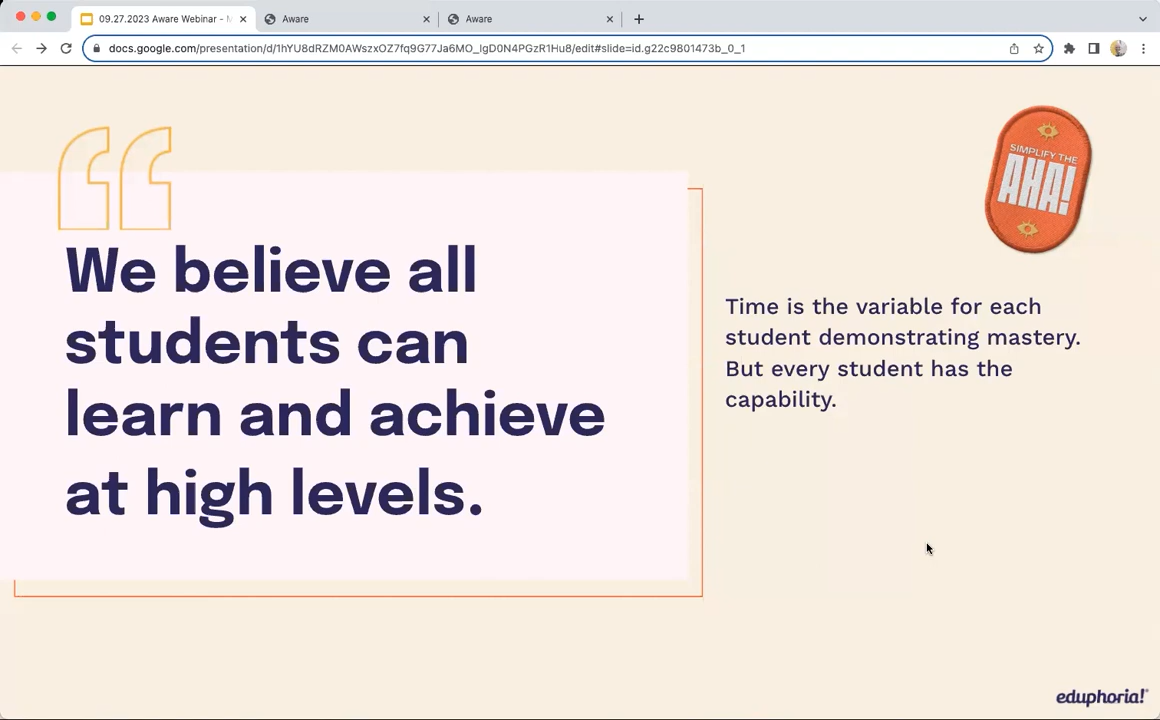 09.27.2023 Aware Webinar - M
Aware
Aware
docs.google.com/presentation/d/1hYU8dRZM0AWszxOZ7fq9G77Ja6MO_lgD0N4PGzR1Hu8/edit#slide=id.g22c9801473b_0_1
“
We believe all
students can
learn and achieve
at high levels.
SIMPLIFY THE
AHA!
Time is the variable for each
student demonstrating mastery.
But every student has the
capability.
eduphoria!